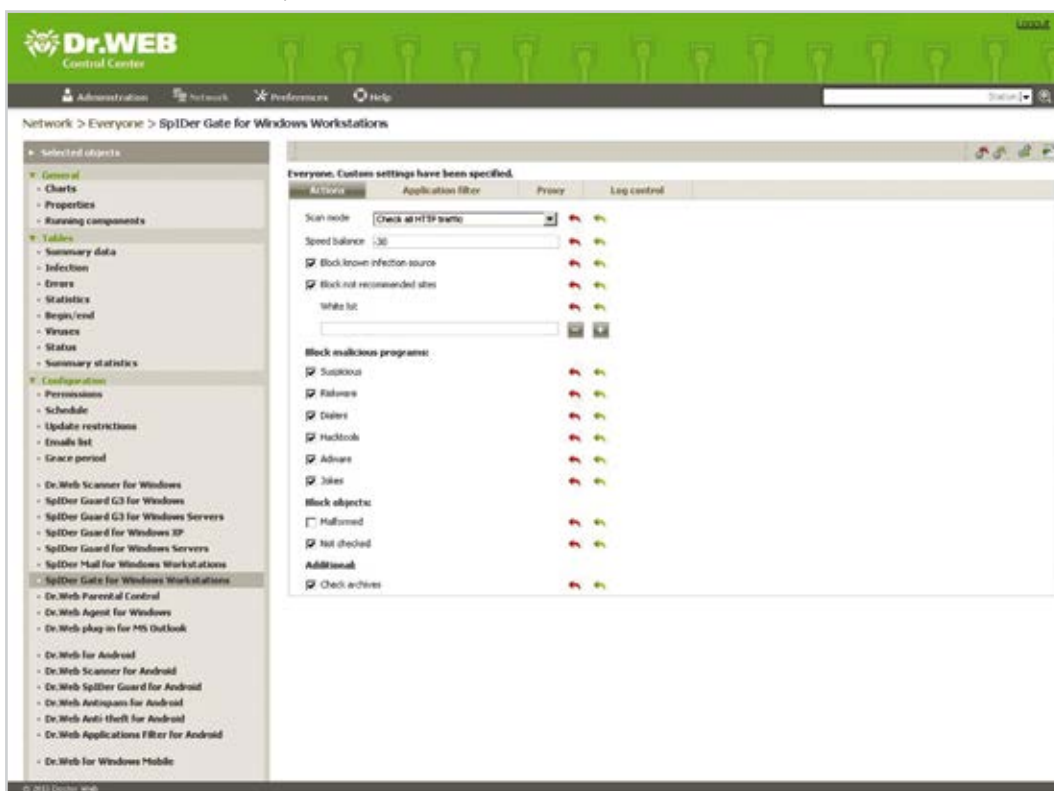 Logout
Dr.WEB
Control Center
Administration Network Preferences Help
Status
Network > Everyone > SpIDer Gate for Windows Workstations
Selected objects
General
Charts
Properties
Running components
Tables
Summary data
Infection
Errors
Statistics
Begin/end
Viruses
Status
Summary statistics
Configuration
Permissions
Schedule
Update restrictions
Emails list
Grace period
Dr.Web Scanner for Windows
SpIDer Guard G3 for Windows
SpIDer Guard G3 for Windows Servers
SpIDer Guard for Windows XP
SpIDer Guard for Windows Servers
SpIDer Mail for Windows Workstations
SpIDer Gate for Windows Workstations
Dr.Web Parental Control
Dr.Web Agent for Windows
Dr.Web plug-in for MS Outlook
Dr.Web for Android
Dr.Web Scanner for Android
Dr.Web SpIDer Guard for Android
Dr.Web Antispam for Android
Dr.Web Anti-theft for Android
Dr.Web Applications Filter for Android
Dr.Web for Windows Mobile
Everyone. Custom settings have been specified.
Actions Application filter Proxy Log control
Scan mode Check all HTTP traffic
Speed balance -30
Block known infection source
Block not recommended sites
White list
Block malicious programs:
Suspicious
Riskware
Dialers
Hacktools
Adware
Jokes
Block objects:
Malformed
Not checked
Additional:
Check archives
Doctor Web